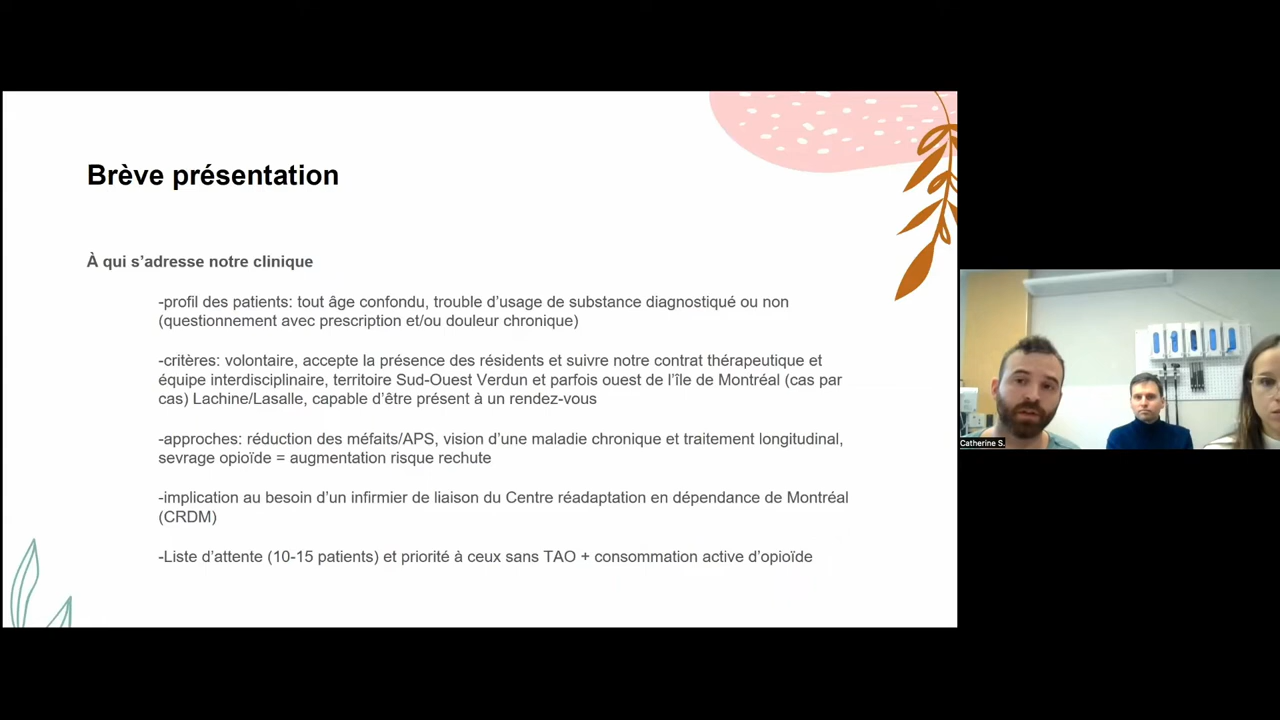 Brève présentation
À qui s’adresse notre clinique
-profil des patients: tout âge confondu, trouble d’usage de substance diagnostiqué ou non
(questionnement avec prescription et/ou douleur chronique)
-critères: volontaire, accepte la présence des résidents et suivre notre contrat thérapeutique et
équipe interdisciplinaire, territoire Sud-Ouest Verdun et parfois ouest de l’île de Montréal (cas par
cas) Lachine/Lasalle, capable d’être présent à un rendez-vous
-approches: réduction des méfaits/APS, vision d’une maladie chronique et traitement longitudinal,
sevrage opioïde = augmentation risque rechute
-implication au besoin d’un infirmier de liaison du Centre réadaptation en dépendance de Montréal
(CRDM)
-Liste d’attente (10-15 patients) et priorité à ceux sans TAO + consommation active d’opioïde
Catherine S.